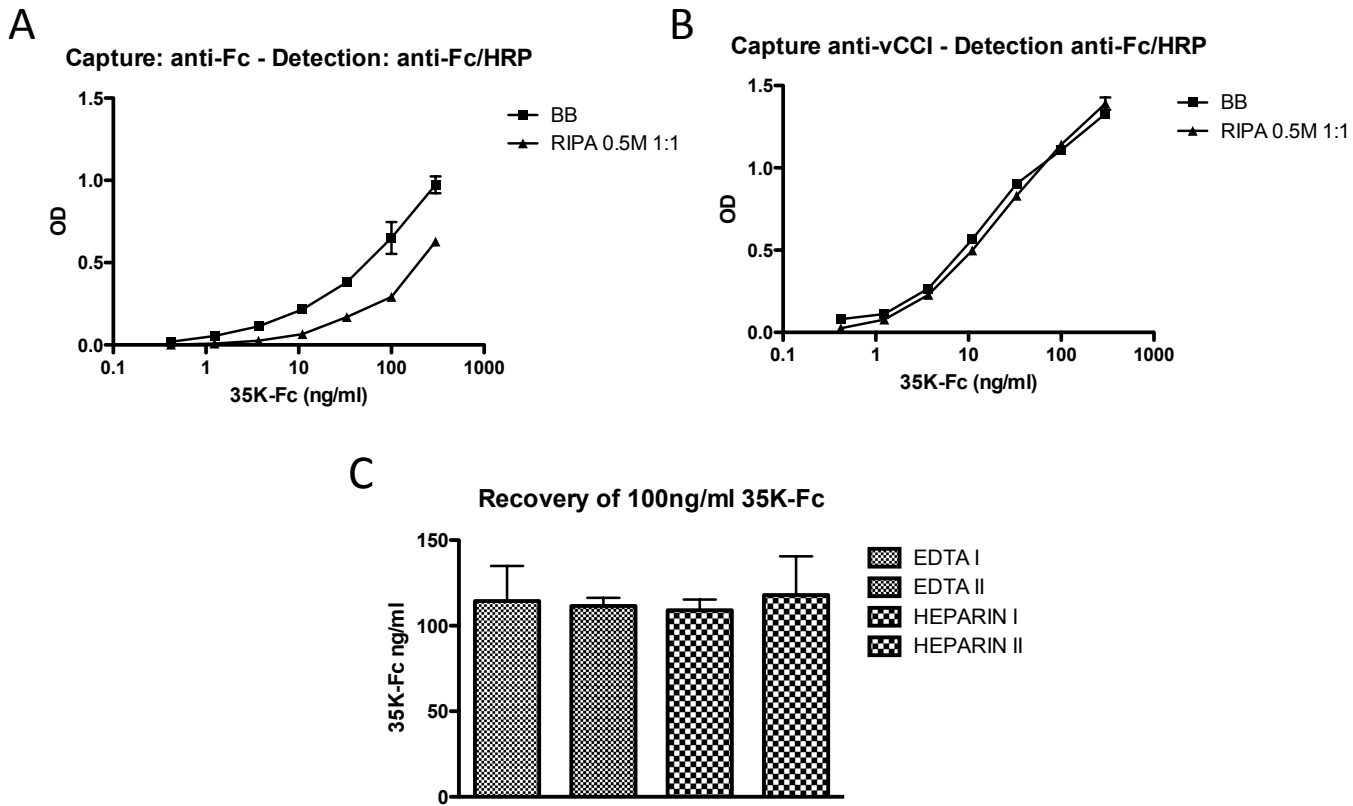 A
Capture: anti-Fc - Detection: anti-Fc/HRP
1.5
1.0
0.5
0.0
OD
0.1
1
10
100
1000
35K-Fc (ng/ml)
BB
RIPA 0.5M 1:1
B
Capture anti-vCCI - Detection anti-Fc/HRP
1.5
1.0
0.5
0.0
OD
0.1
1
10
100
1000
35K-Fc (ng/ml)
BB
RIPA 0.5M 1:1
C
Recovery of 100ng/ml 35K-Fc
150
100
50
0
35K-Fc ng/ml
EDTA I
EDTA II
HEPARIN I
HEPARIN II